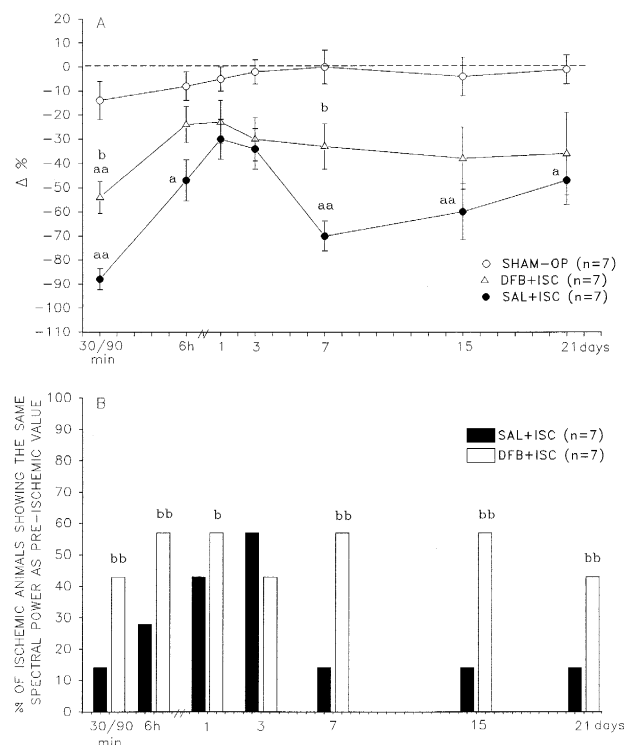 A
20
10
0
-10
-20
-30
-40
-50
-60
-70
-80
-90
-100
-110
Δ %
b
aa
aa
a
b
aa
aa
a
SHAM-OP (n=7)
DFB+ISC (n=7)
SAL+ISC (n=7)
30/90 min
6h
1
3
7
15
21 days
B
% OF ISCHEMIC ANIMALS SHOWING THE SAME
SPECTRAL POWER AS PRE-ISCHEMIC VALUE
100
90
80
70
60
50
40
30
20
10
0
SAL+ISC (n=7)
DFB+ISC (n=7)
bb
bb
b
bb
bb
bb
30/90 min
6h
1
3
7
15
21 days